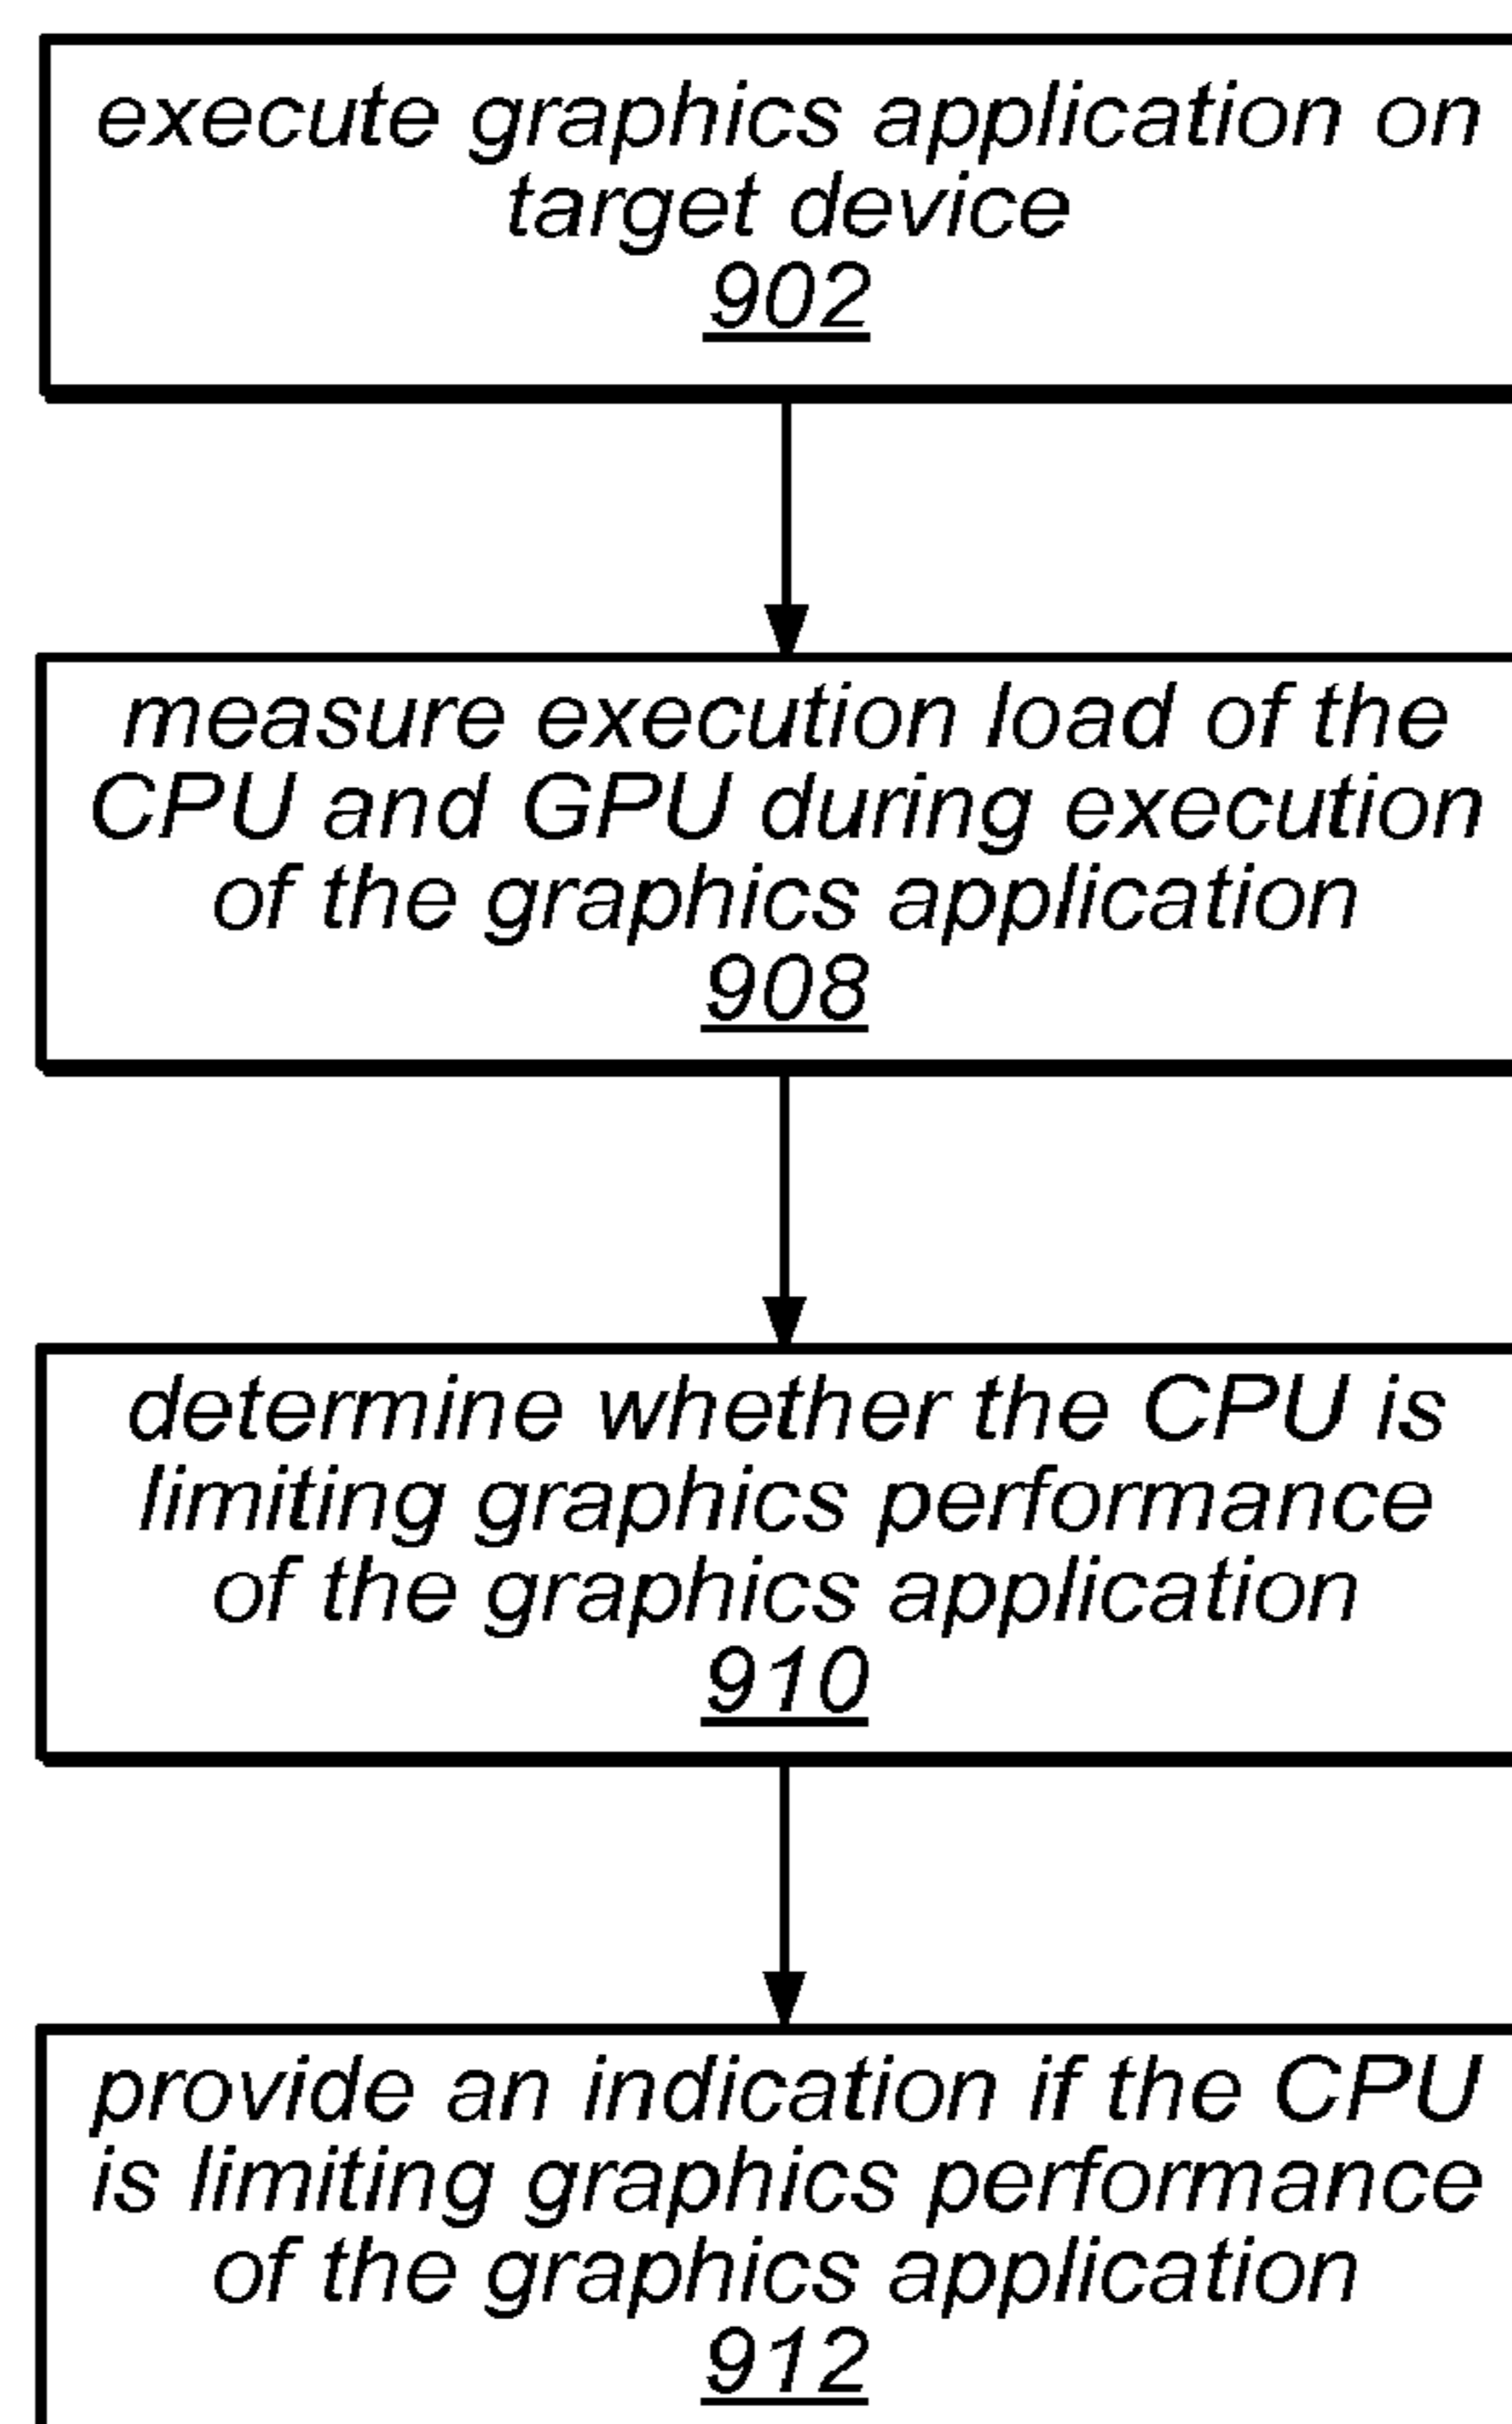 execute graphics application on
target device
902
measure execution load of the
CPU and GPU during execution
of the graphics application
908
determine whether the CPU is
limiting graphics performance
of the graphics application
910
provide an indication if the CPU
is limiting graphics performance
of the graphics application
912